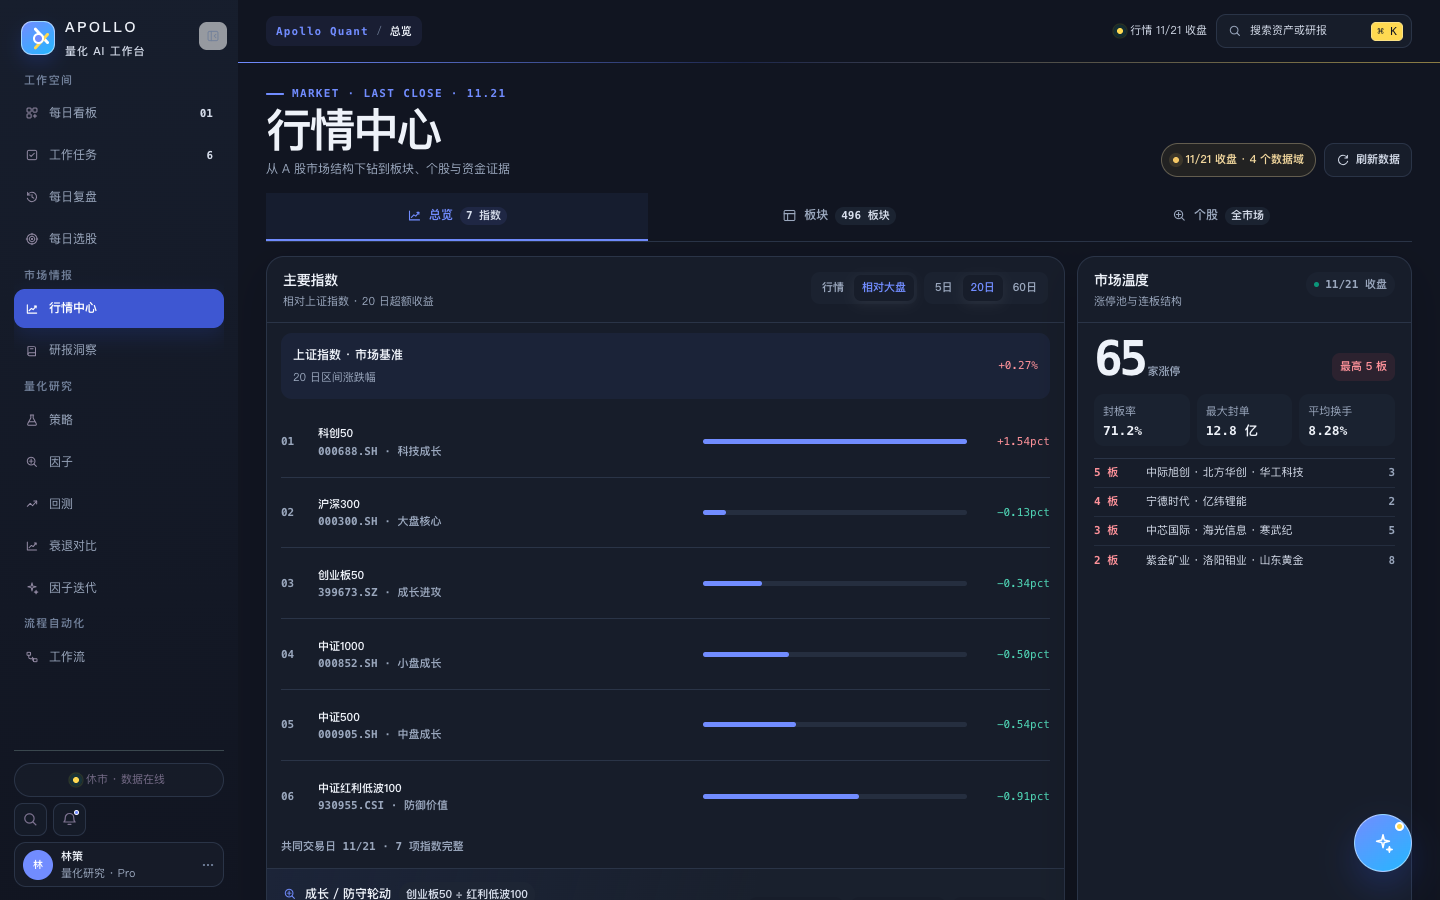 APOLLO
量化 AI 工作台
工作空间
每日看板 01
工作任务 6
每日复盘
每日选股
市场情报
行情中心
研报洞察
量化研究
策略
因子
回测
衰退对比
因子迭代
流程自动化
工作流
休市 · 数据在线
林
林策
量化研究 · Pro
Apollo Quant / 总览
行情 11/21 收盘
搜索资产或研报 ⌘ K
MARKET · LAST CLOSE · 11.21
行情中心
从 A 股市场结构下钻到板块、个股与资金证据
11/21 收盘 · 4 个数据域
刷新数据
总览 7 指数
板块 496 板块
个股 全市场
主要指数
相对上证指数 · 20 日超额收益
行情 相对大盘
5日 20日 60日
上证指数 · 市场基准
20 日区间涨跌幅
+0.27%
01 科创50
000688.SH · 科技成长
+1.54pct
02 沪深300
000300.SH · 大盘核心
−0.13pct
03 创业板50
399673.SZ · 成长进攻
−0.34pct
04 中证1000
000852.SH · 小盘成长
−0.50pct
05 中证500
000905.SH · 中盘成长
−0.54pct
06 中证红利低波100
930955.CSI · 防御价值
−0.91pct
共同交易日 11/21 · 7 项指数完整
成长 / 防守轮动 创业板50 ÷ 红利低波100
市场温度
涨停池与连板结构
11/21 收盘
65家涨停
最高 5 板
封板率
71.2%
最大封单
12.8 亿
平均换手
8.28%
5 板 中际旭创 · 北方华创 · 华工科技 3
4 板 宁德时代 · 亿纬锂能 2
3 板 中芯国际 · 海光信息 · 寒武纪 5
2 板 紫金矿业 · 洛阳钼业 · 山东黄金 8